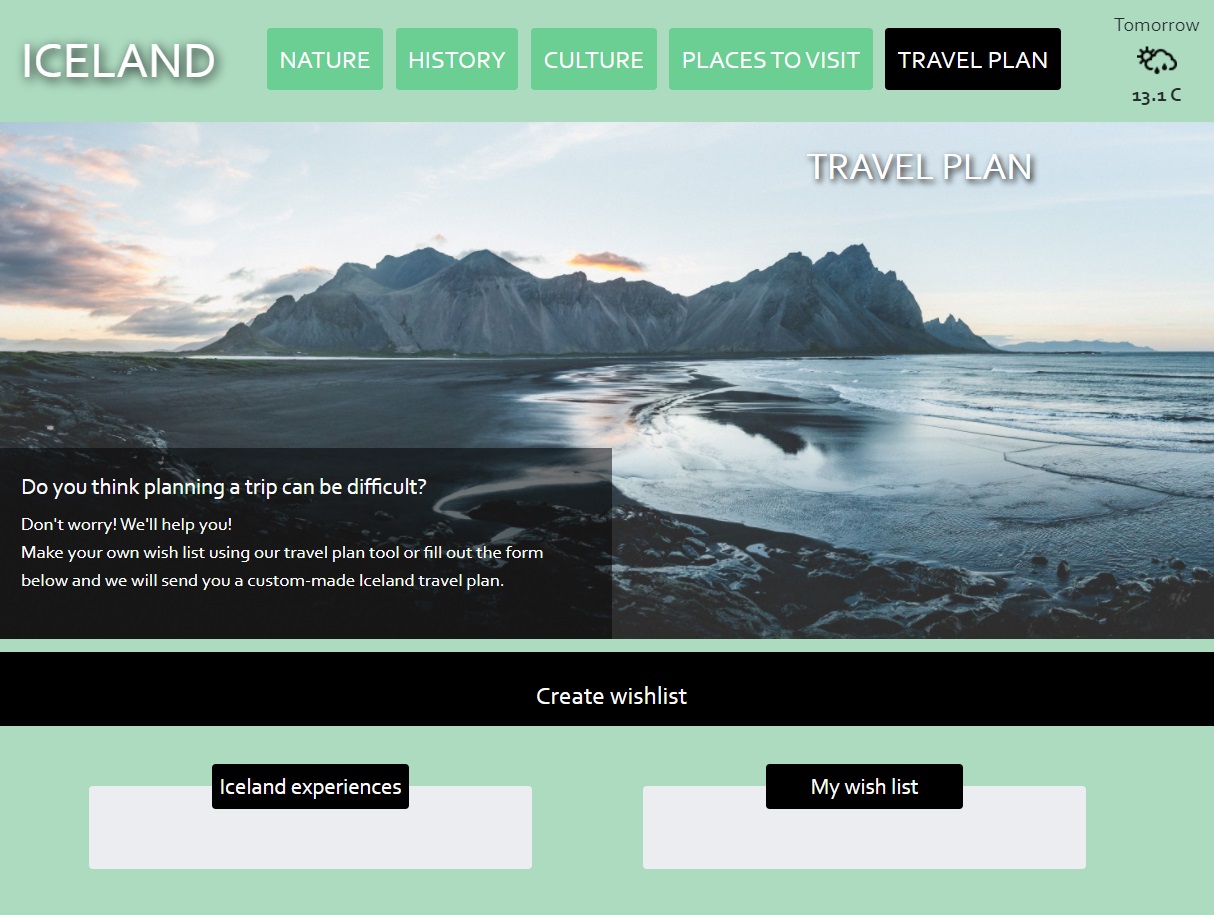 ICELAND
NATURE
HISTORY
CULTURE
PLACES TO VISIT
TRAVEL PLAN
Tomorrow
13.1 C
TRAVEL PLAN
Do you think planning a trip can be difficult?
Don't worry! We'll help you!
Make your own wish list using our travel plan tool or fill out the form
below and we will send you a custom-made Iceland travel plan.
Create wishlist
Iceland experiences
My wish list